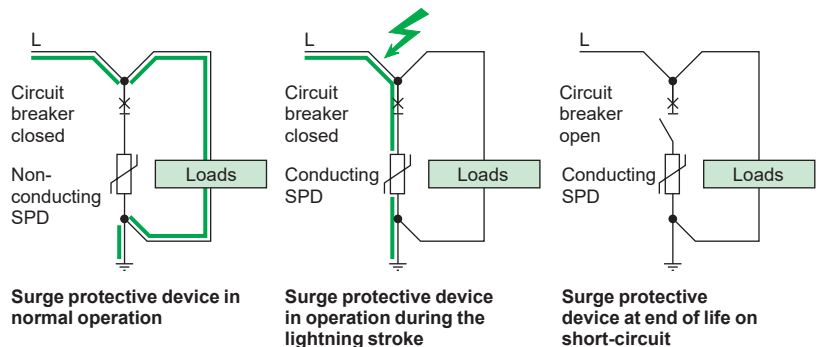 L
Circuit
breaker
closed
Non-
conducting
SPD
Loads
Surge protective device in
normal operation
L
Circuit
breaker
closed
Conducting
SPD
Loads
Surge protective device
in operation during the
lightning stroke
L
Circuit
breaker
open
Conducting
SPD
Loads
Surge protective
device at end of life on
short-circuit